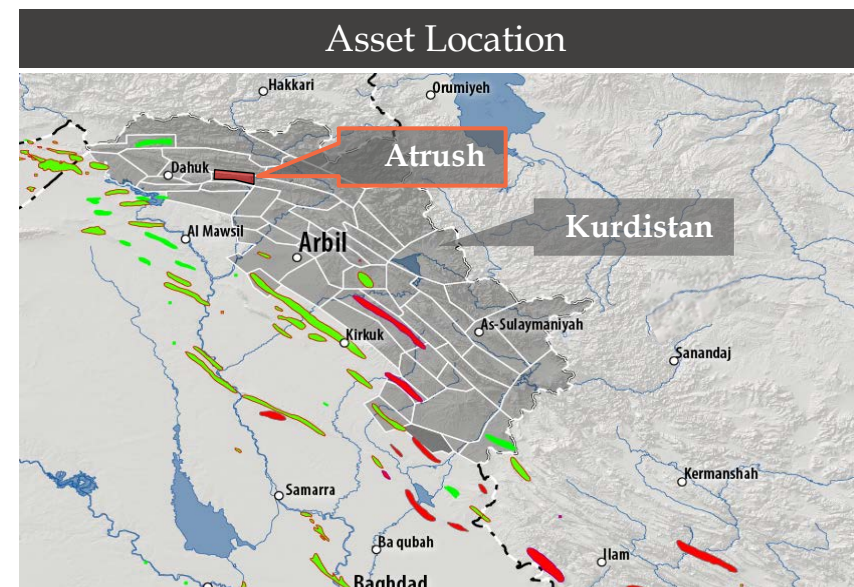 Asset Location
Hakkari
Orumiyeh
Atrush
Dahuk
Kurdistan
Al Mawsil
Arbil
Kirkuk
As-Sulaymaniyah
Sanandaj
Kermanshah
Samarra
Ba qubah
Ilam
Baghdad